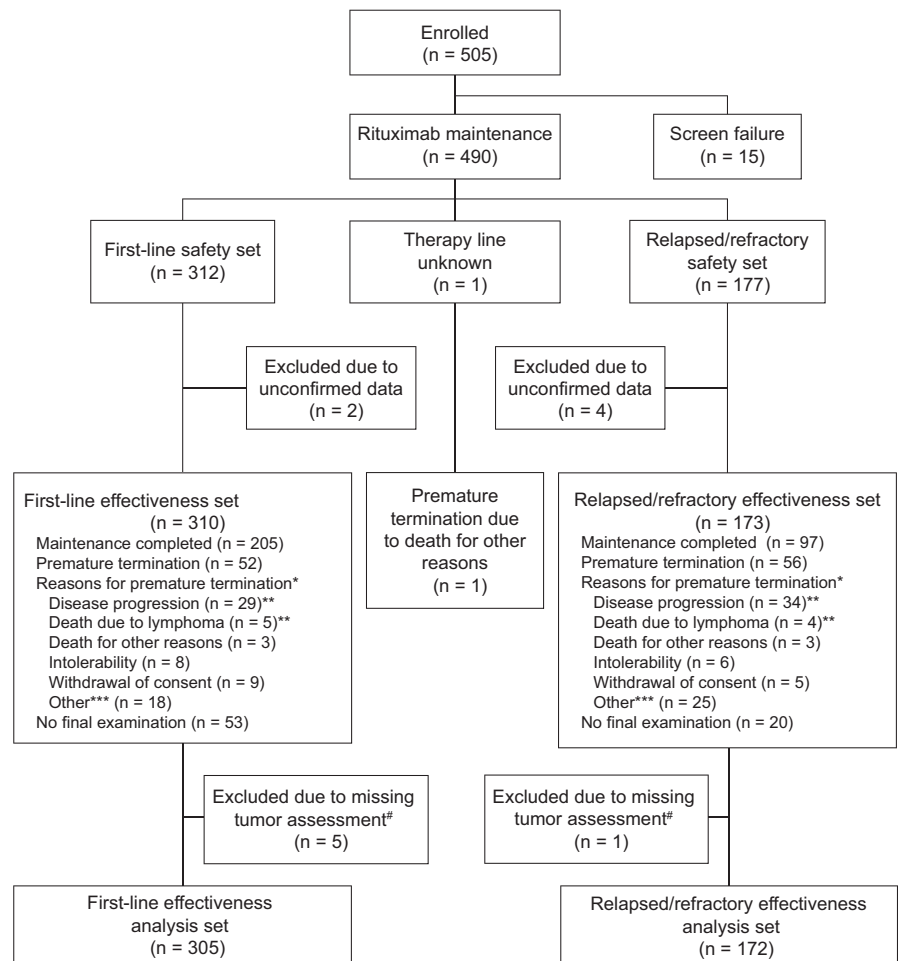 Enrolled
(n = 505)
Rituximab maintenance
(n = 490)
Screen failure
(n = 15)
First-line safety set
(n = 312)
Therapy line
unknown
(n = 1)
Relapsed/refractory
safety set
(n = 177)
Excluded due to
unconfirmed data
(n = 2)
Excluded due to
unconfirmed data
(n = 4)
First-line effectiveness set
(n = 310)
Maintenance completed (n = 205)
Premature termination (n = 52)
Reasons for premature termination*
Disease progression (n = 29)**
Death due to lymphoma (n = 5)**
Death for other reasons (n = 3)
Intolerability (n = 8)
Withdrawal of consent (n = 9)
Other*** (n = 18)
No final examination (n = 53)
Premature
termination due
to death for other
reasons
(n = 1)
Relapsed/refractory effectiveness set
(n = 173)
Maintenance completed (n = 97)
Premature termination (n = 56)
Reasons for premature termination*
Disease progression (n = 34)**
Death due to lymphoma (n = 4)**
Death for other reasons (n = 3)
Intolerability (n = 6)
Withdrawal of consent (n = 5)
Other*** (n = 25)
No final examination (n = 20)
Excluded due to missing
tumor assessment#
(n = 5)
Excluded due to missing
tumor assessment#
(n = 1)
First-line effectiveness
analysis set
(n = 305)
Relapsed/refractory effectiveness
analysis set
(n = 172)